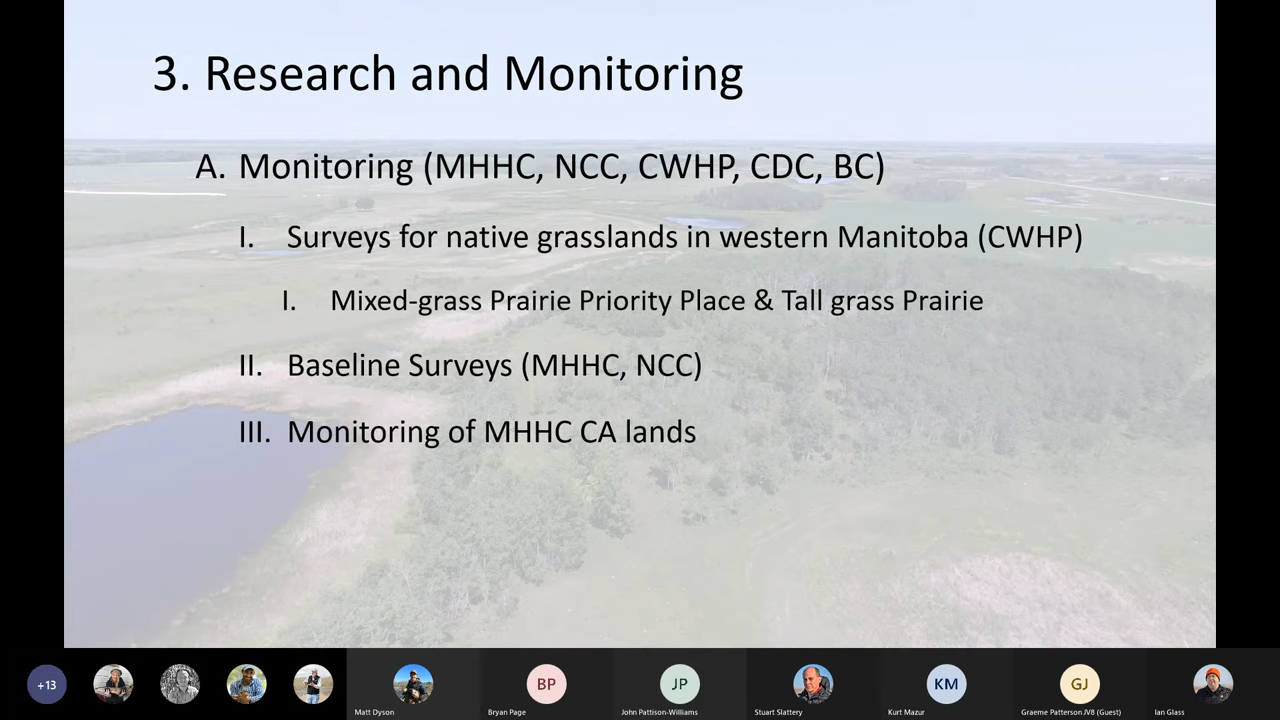 3. Research and Monitoring
A. Monitoring (MHHC, NCC, CWHP, CDC, BC)
I. Surveys for native grasslands in western Manitoba (CWHP)
I. Mixed-grass Prairie Priority Place & Tall grass Prairie
II. Baseline Surveys (MHHC, NCC)
III. Monitoring of MHHC CA lands
+13
BP
JP
KM
GJ
Matt Dyson
Bryan Page
John Pattison-Williams
Stuart Slattery
Kurt Mazur
Graeme Patterson JV8 (Guest)
Ian Glass